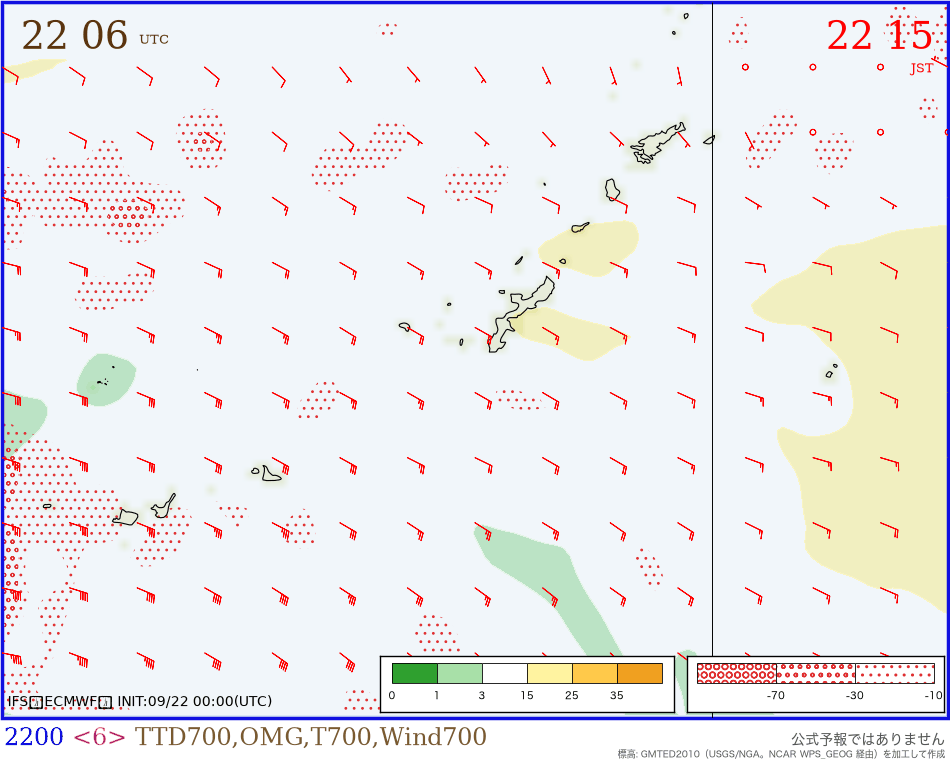 22 06 UTC
22 15
JST
0 1 3 15 25 35
-70 -30 -10
IFS ECMWF INIT:09/22 00:00(UTC)
2200 <6> TTD700,OMG,T700,Wind700
公式予報ではありません
標高: GMTED2010（USGS/NGA。NCAR WPS_GEOG 経由）を加工して作成